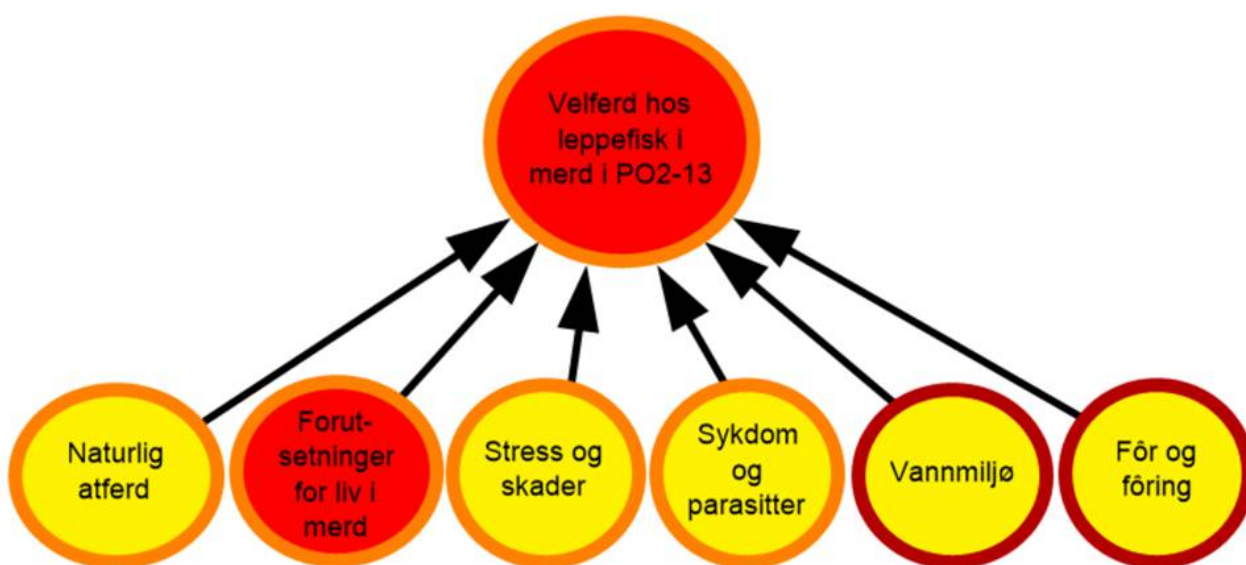 Velferd hos
leppefisk i
merd i PO2-13
Naturlig
atferd
Forut-
setninger
for liv i
merd
Stress og
skader
Sykdom
og
parasitter
Vannmiljø
Fôr og
fôring